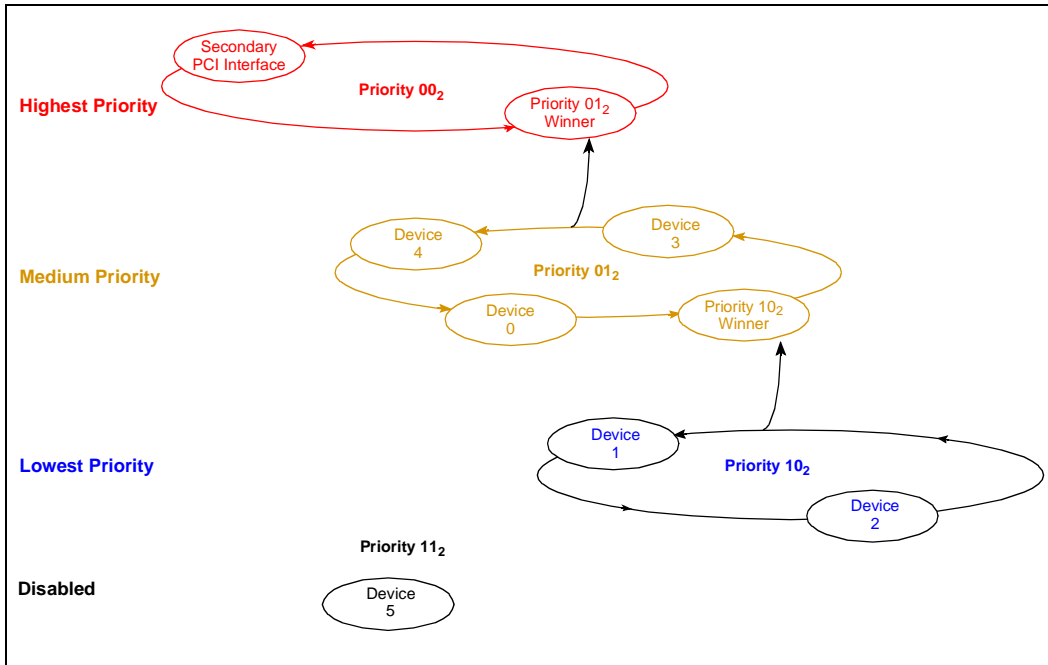 Secondary
PCI Interface
Priority 00₂
Highest Priority
Priority 01₂
Winner
Device
4
Device
3
Medium Priority
Priority 01₂
Device
0
Priority 10₂
Winner
Device
1
Lowest Priority
Priority 10₂
Device
2
Priority 11₂
Disabled
Device
5